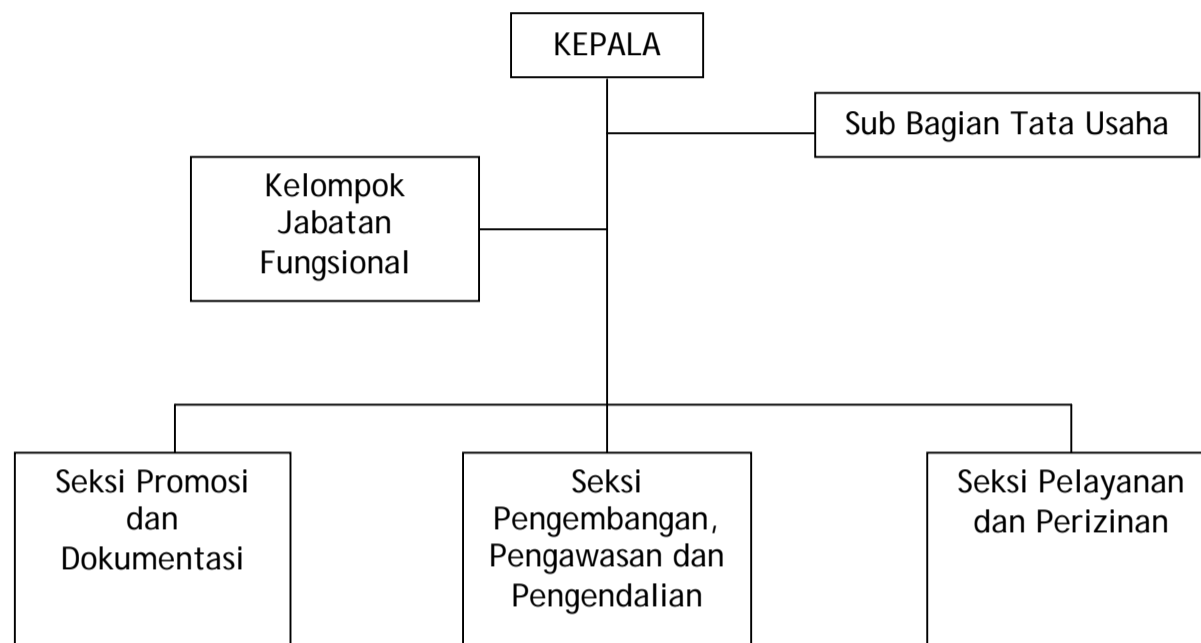 KEPALA
Sub Bagian Tata Usaha
Kelompok
Jabatan
Fungsional
Seksi Promosi
dan
Dokumentasi
Seksi
Pengembangan,
Pengawasan dan
Pengendalian
Seksi Pelayanan
dan Perizinan